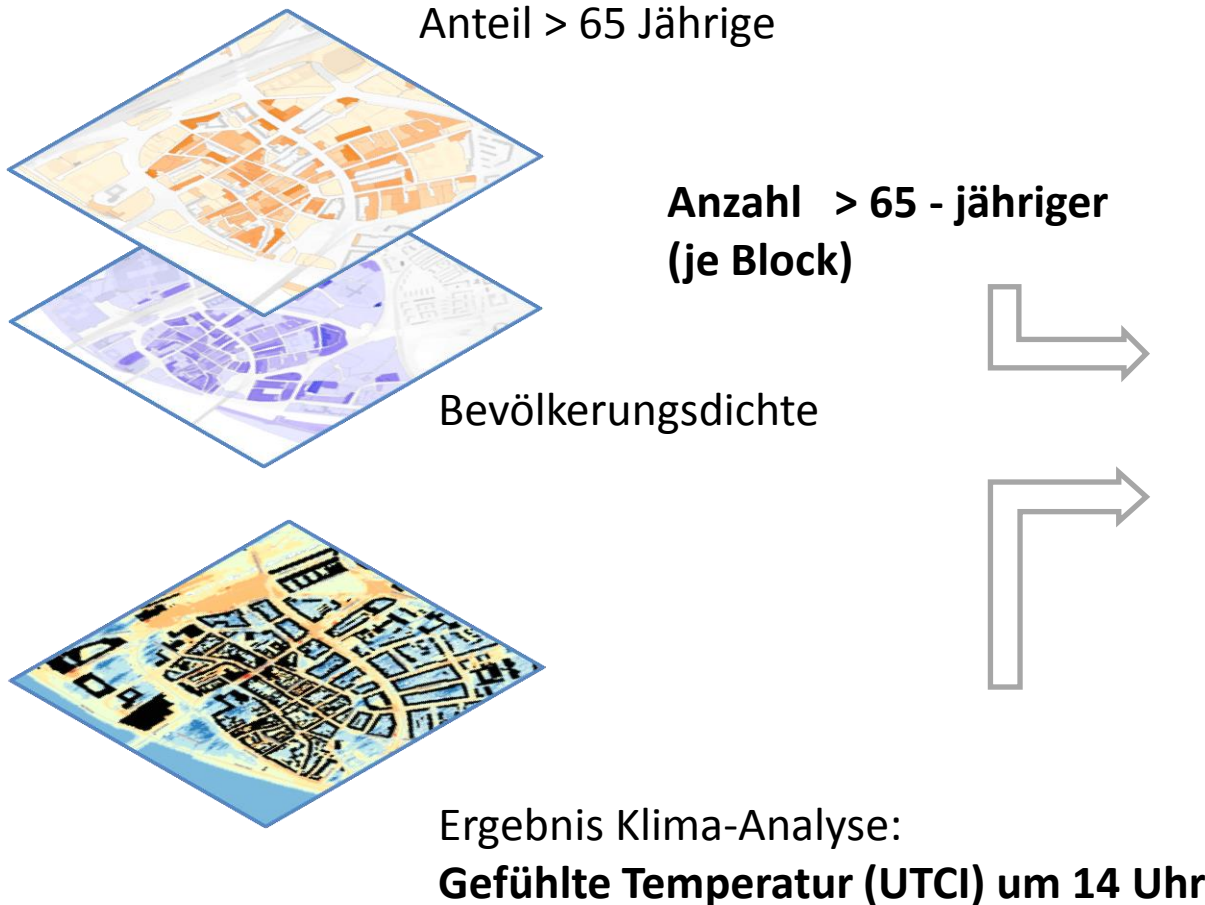 Anteil > 65 Jährige
Anzahl > 65 - jähriger
(je Block)
Bevölkerungsdichte
Ergebnis Klima-Analyse:
Gefühlte Temperatur (UTCI) um 14 Uhr